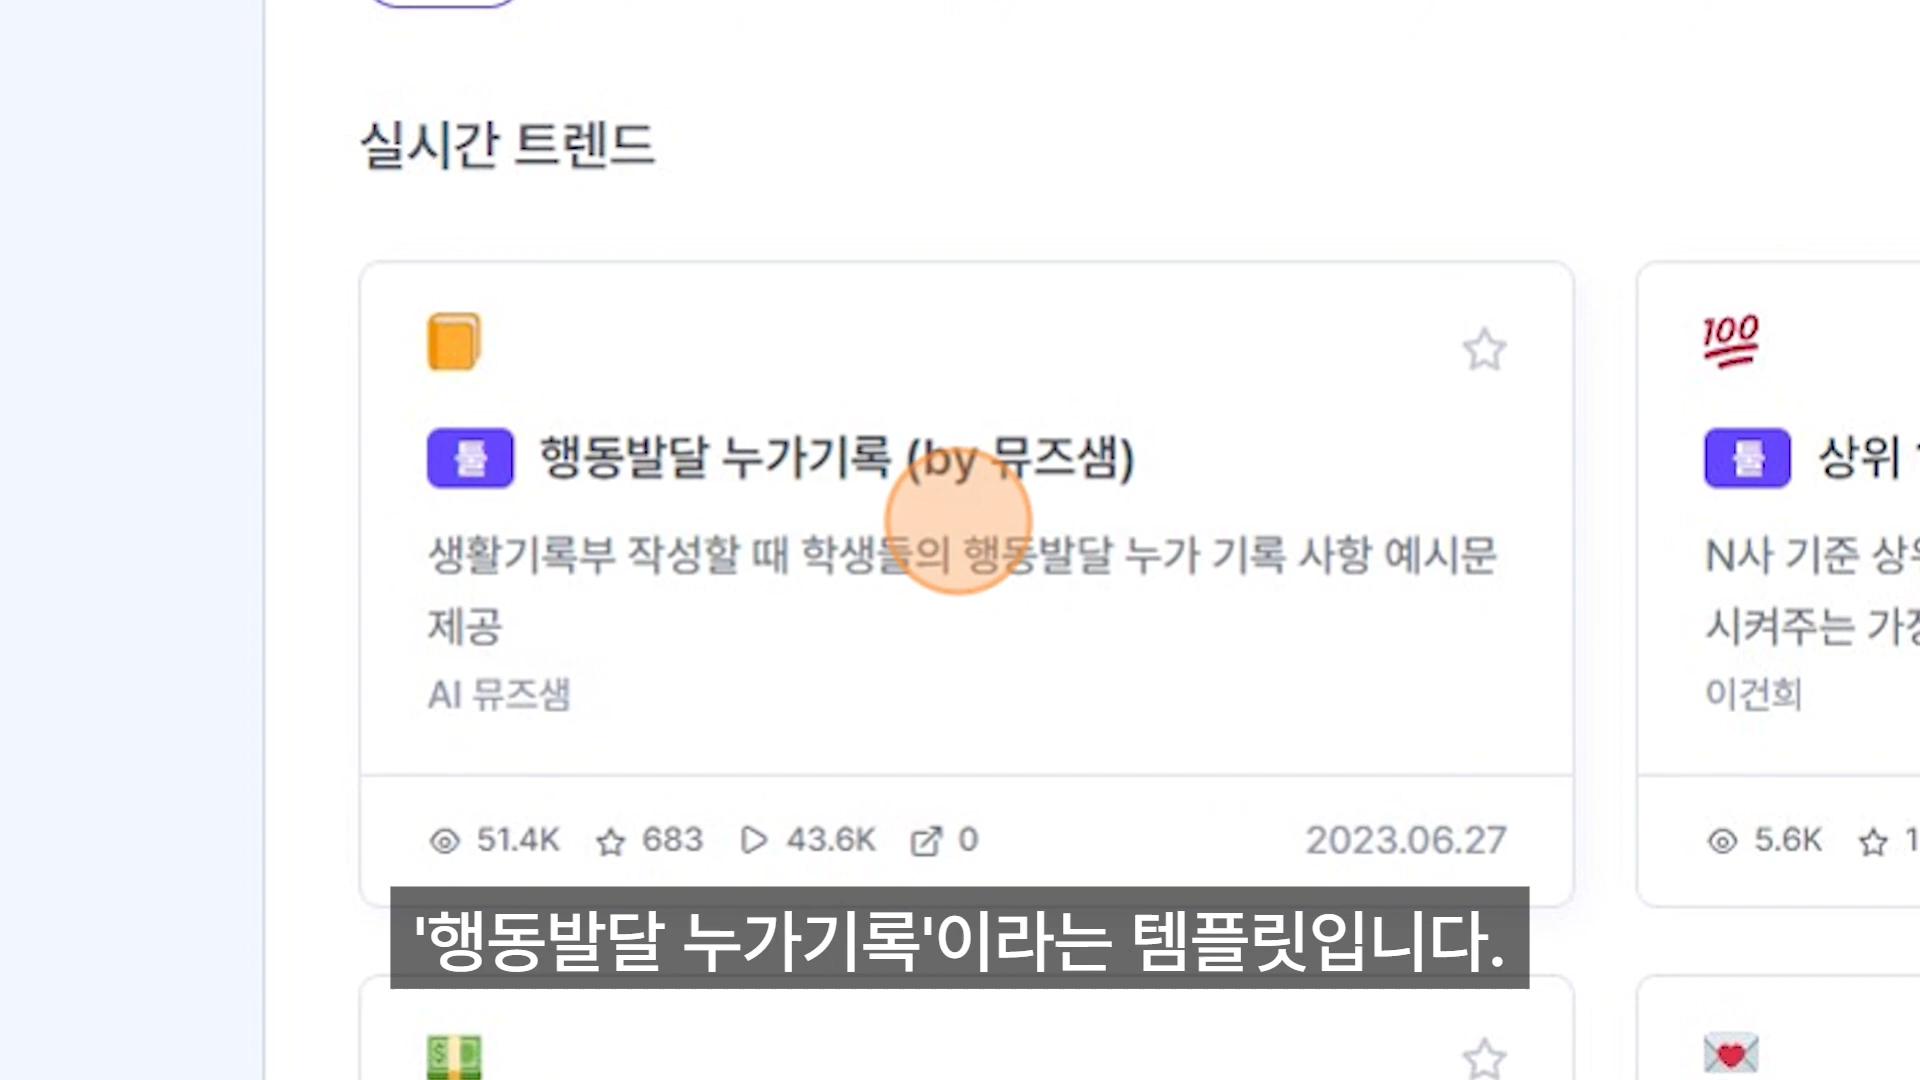 실시간 트렌드
툴 행동발달 누가기록 (by 뮤즈샘)
생활기록부 작성할 때 학생들의 행동발달 누가 기록 사항 예시문
제공
AI 뮤즈샘
51.4K 683 43.6K 0 2023.06.27
100
툴 상위
N사 기준
시켜주는
이건희
5.6K
'행동발달 누가기록'이라는 템플릿입니다.